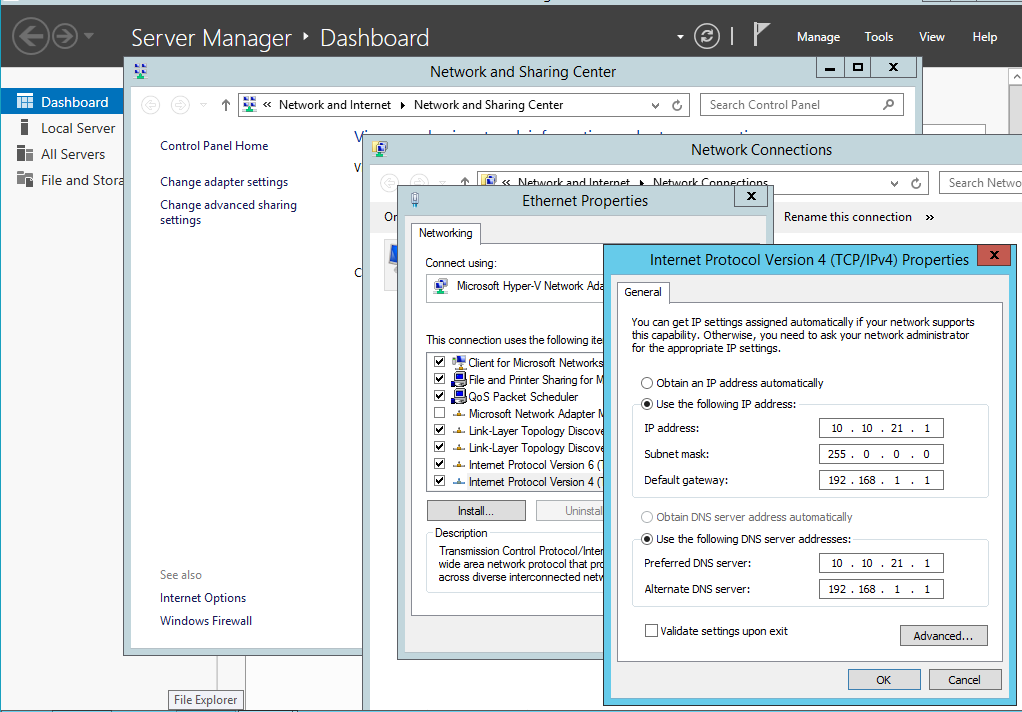 Server Manager ‣ Dashboard
Manage Tools View Help
Dashboard
Local Server
All Servers
File and Stora
Network and Sharing Center
« Network and Internet ▸ Network and Sharing Center
Search Control Panel
Control Panel Home
Change adapter settings
Change advanced sharing
settings
See also
Internet Options
Windows Firewall
File Explorer
Network Connections
« Network and Internet ▸ Network Connections
Search Netwo
Or
Rename this connection »
Ethernet Properties
Networking
Connect using:
Microsoft Hyper-V Network Ada
This connection uses the following ite
Client for Microsoft Networks
File and Printer Sharing for M
QoS Packet Scheduler
Microsoft Network Adapter M
Link-Layer Topology Discove
Link-Layer Topology Discove
Internet Protocol Version 6 (T
Internet Protocol Version 4 (T
Install...
Uninstal
Description
Transmission Control Protocol/Inter
wide area network protocol that pro
across diverse interconnected netw
Internet Protocol Version 4 (TCP/IPv4) Properties
General
You can get IP settings assigned automatically if your network supports
this capability. Otherwise, you need to ask your network administrator
for the appropriate IP settings.
Obtain an IP address automatically
Use the following IP address:
IP address: 10 . 10 . 21 . 1
Subnet mask: 255 . 0 . 0 . 0
Default gateway: 192 . 168 . 1 . 1
Obtain DNS server address automatically
Use the following DNS server addresses:
Preferred DNS server: 10 . 10 . 21 . 1
Alternate DNS server: 192 . 168 . 1 . 1
Validate settings upon exit
Advanced...
OK
Cancel